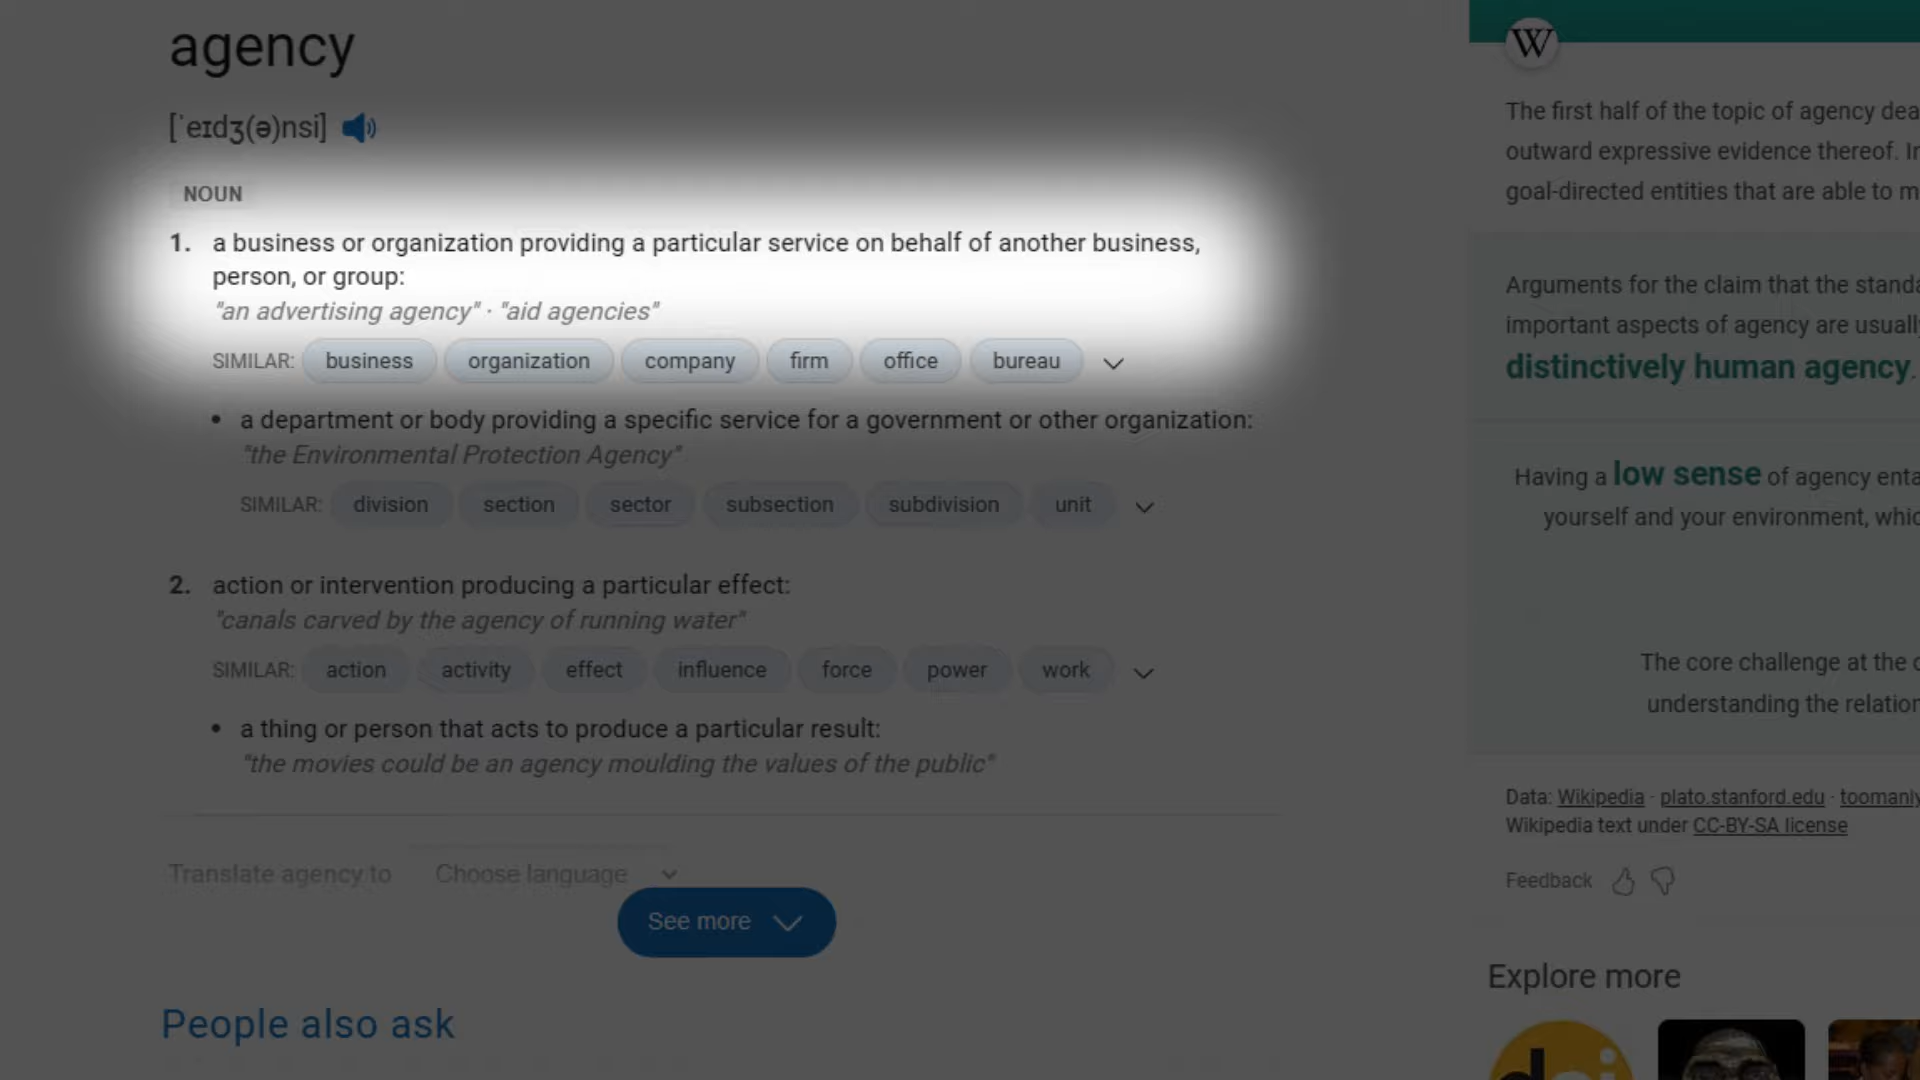 agency
[ˈeɪdʒ(ə)nsi]
NOUN
1. a business or organization providing a particular service on behalf of another business,
person, or group:
"an advertising agency" · "aid agencies"
SIMILAR: business organization company firm office bureau
• a department or body providing a specific service for a government or other organization:
"the Environmental Protection Agency"
SIMILAR: division section sector subsection subdivision unit
2. action or intervention producing a particular effect:
"canals carved by the agency of running water"
SIMILAR: action activity effect influence force power work
• a thing or person that acts to produce a particular result:
"the movies could be an agency moulding the values of the public"
Translate agency to Choose language
See more
People also ask
W
The first half of the topic of agency dea
outward expressive evidence thereof. In
goal-directed entities that are able to m
Arguments for the claim that the standa
important aspects of agency are usuall
distinctively human agency.
Having a low sense of agency enta
yourself and your environment, whic
The core challenge at the c
understanding the relation
Data: Wikipedia · plato.stanford.edu · toomanly
Wikipedia text under CC-BY-SA license
Feedback
Explore more